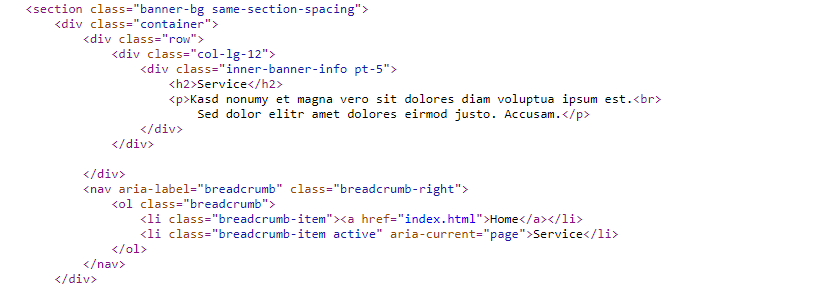 <section class="banner-bg same-section-spacing">
<div class="container">
<div class="row">
<div class="col-lg-12">
<div class="inner-banner-info pt-5">
<h2>Service</h2>
<p>Kasd nonumy et magna vero sit dolores diam voluptua ipsum est.<br>
Sed dolor elitr amet dolores eirmod justo. Accusam.</p>
</div>
</div>
</div>
<nav aria-label="breadcrumb" class="breadcrumb-right">
<ol class="breadcrumb">
<li class="breadcrumb-item"><a href="index.html">Home</a></li>
<li class="breadcrumb-item active" aria-current="page">Service</li>
</ol>
</nav>
</div>